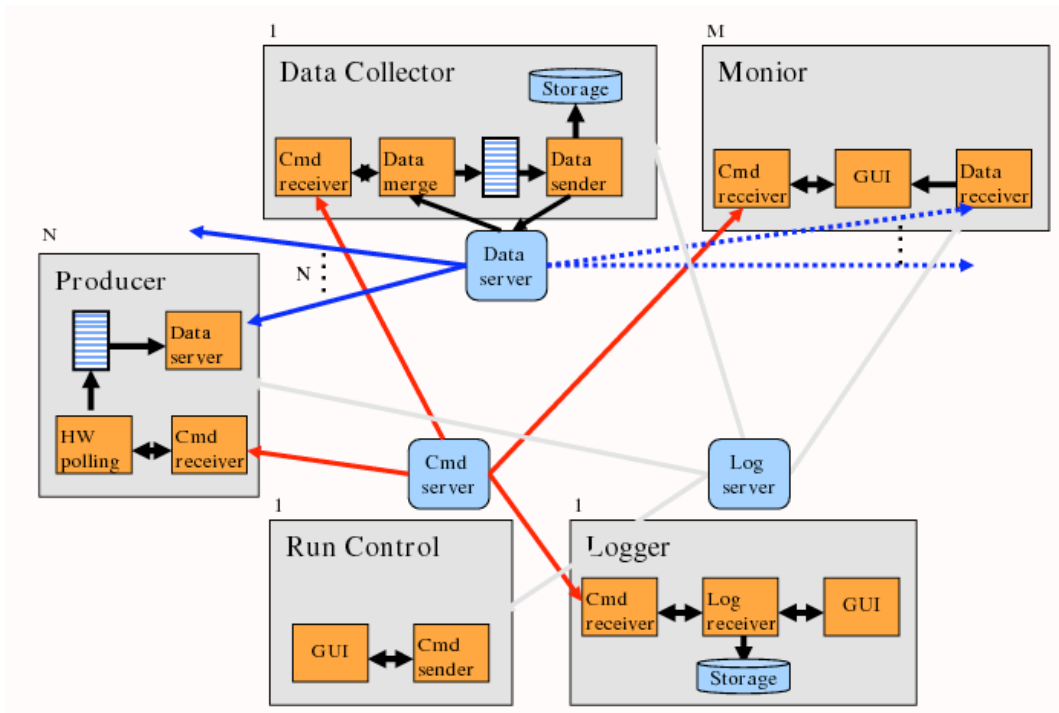 1
M
Data Collector
Monior
Storage
Cmd
receiver
Data
merge
Data
sender
Cmd
receiver
GUI
Data
receiver
N
Data
server
N
Producer
Data
server
HW
polling
Cmd
receiver
Cmd
server
Log
server
1
1
Run Control
Logger
GUI
Cmd
sender
Cmd
receiver
Log
receiver
GUI
Storage